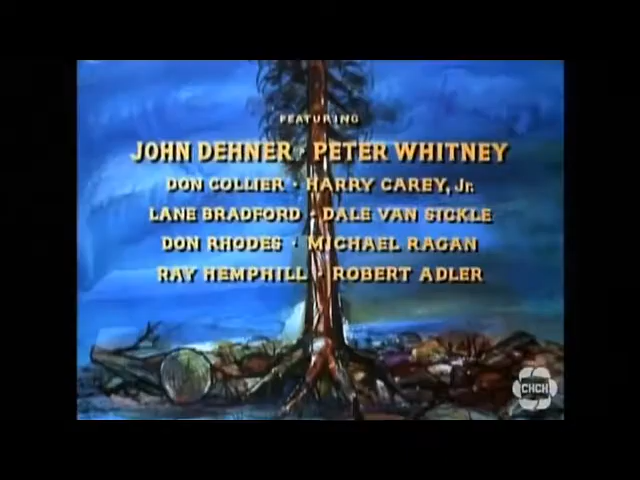 FEATURING
JOHN DEHNER · PETER WHITNEY
DON COLLIER · HARRY CAREY, Jr.
LANE BRADFORD · DALE VAN SICKLE
DON RHODES · MICHAEL RAGAN
RAY HEMPHILL · ROBERT ADLER
CHCH